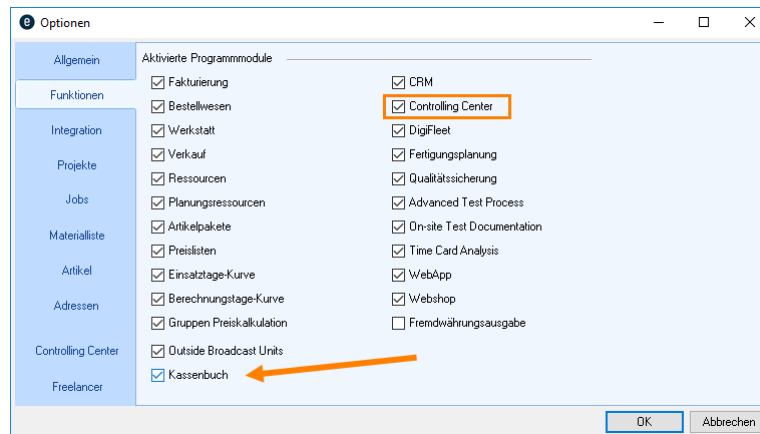 Optionen
Allgemein
Funktionen
Integration
Projekte
Jobs
Materialliste
Artikel
Adressen
Controlling Center
Freelancer
Aktivierte Programmmodule
Fakturierung
Bestellwesen
Werkstatt
Verkauf
Ressourcen
Planungsressourcen
Artikelpakete
Preislisten
Einsatztage-Kurve
Berechnungstage-Kurve
Gruppen Preiskalkulation
Outside Broadcast Units
Kassenbuch
CRM
Controlling Center
DigiFleet
Fertigungsplanung
Qualitätssicherung
Advanced Test Process
On-site Test Documentation
Time Card Analysis
WebApp
Webshop
Fremdwährungsausgabe
OK
Abbrechen